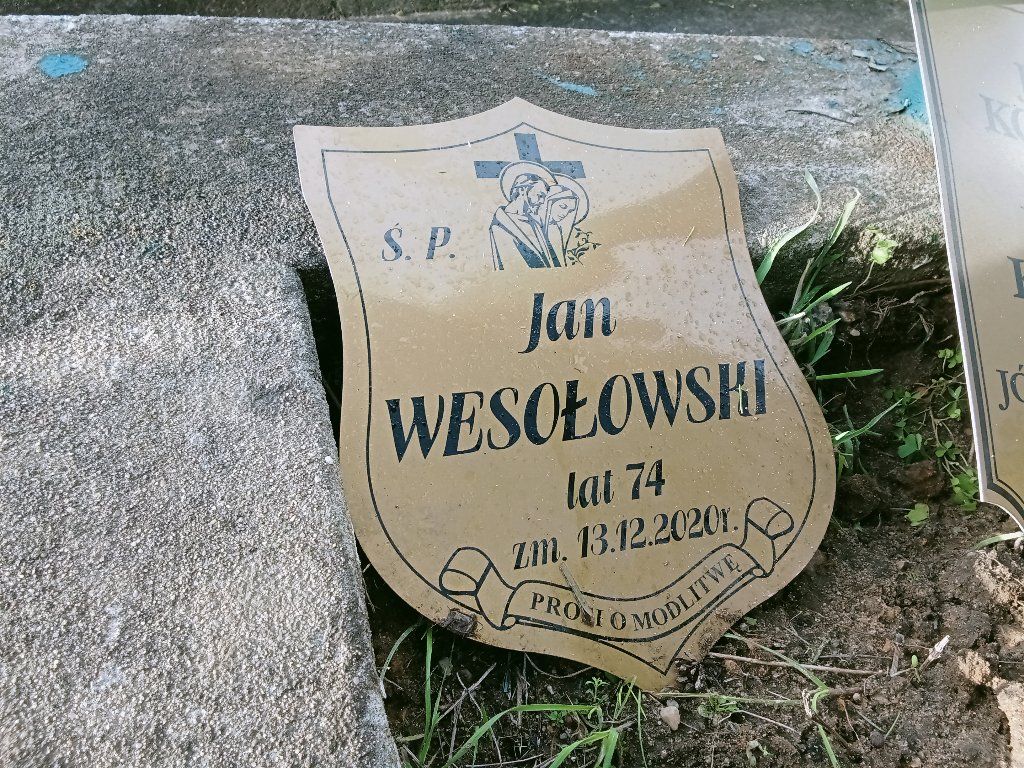 Ś. P.
Jan
WESOŁOWSKI
lat 74
zm. 13.12.2020r.
PROSI O MODLITWĘ